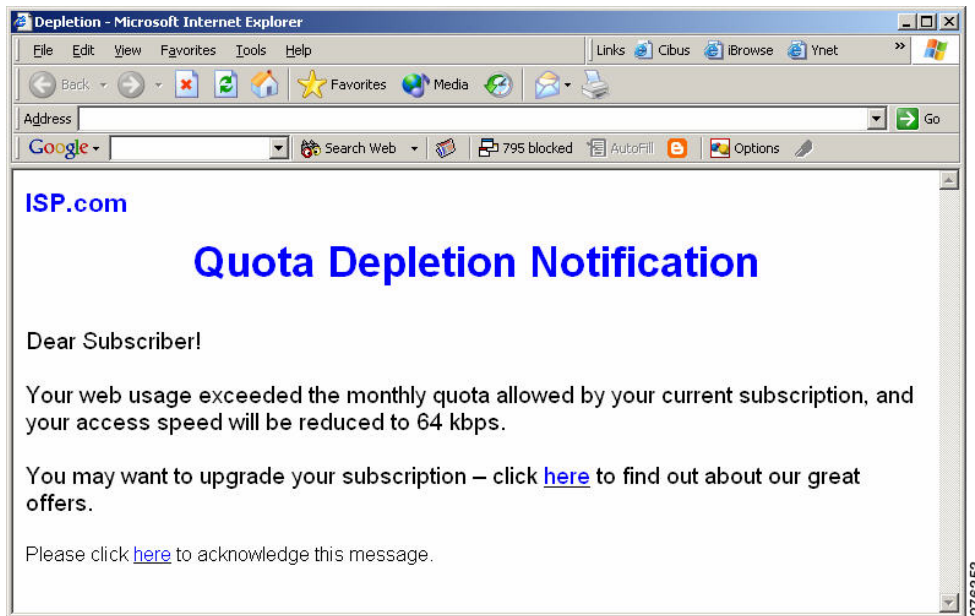 Depletion - Microsoft Internet Explorer
File Edit View Favorites Tools Help Links Cibus iBrowse Ynet »
Back Favorites Media
Address Go
Google Search Web 795 blocked AutoFill Options
ISP.com
Quota Depletion Notification
Dear Subscriber!
Your web usage exceeded the monthly quota allowed by your current subscription, and
your access speed will be reduced to 64 kbps.
You may want to upgrade your subscription – click here to find out about our great
offers.
Please click here to acknowledge this message.